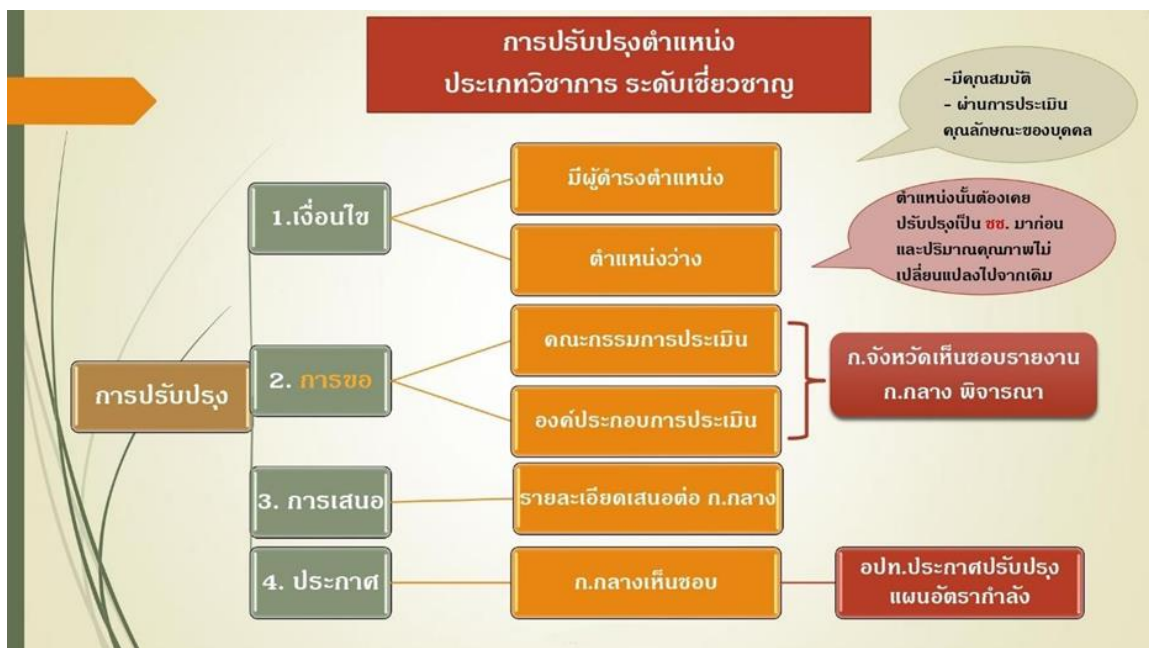 การปรับปรุงตำแหน่ง
ประเภทวิชาการ ระดับเชี่ยวชาญ
-มีคุณสมบัติ
- ผ่านการประเมิน
คุณลักษณะของบุคคล
มีผู้ดำรงตำแหน่ง
1.เงื่อนไข
ตำแหน่งว่าง
ตำแหน่งนั้นต้องเคย
ปรับปรุงเป็น ชช. มาก่อน
และปริมาณคุณภาพไม่
เปลี่ยนแปลงไปจากเดิม
การปรับปรุง
2. การขอ
คณะกรรมการประเมิน
องค์ประกอบการประเมิน
ก.จังหวัดเห็นชอบรายงาน
ก.กลาง พิจารณา
3. การเสนอ
รายละเอียดเสนอต่อ ก.กลาง
4. ประกาศ
ก.กลางเห็นชอบ
อปท.ประกาศปรับปรุง
แผนอัตรากำลัง